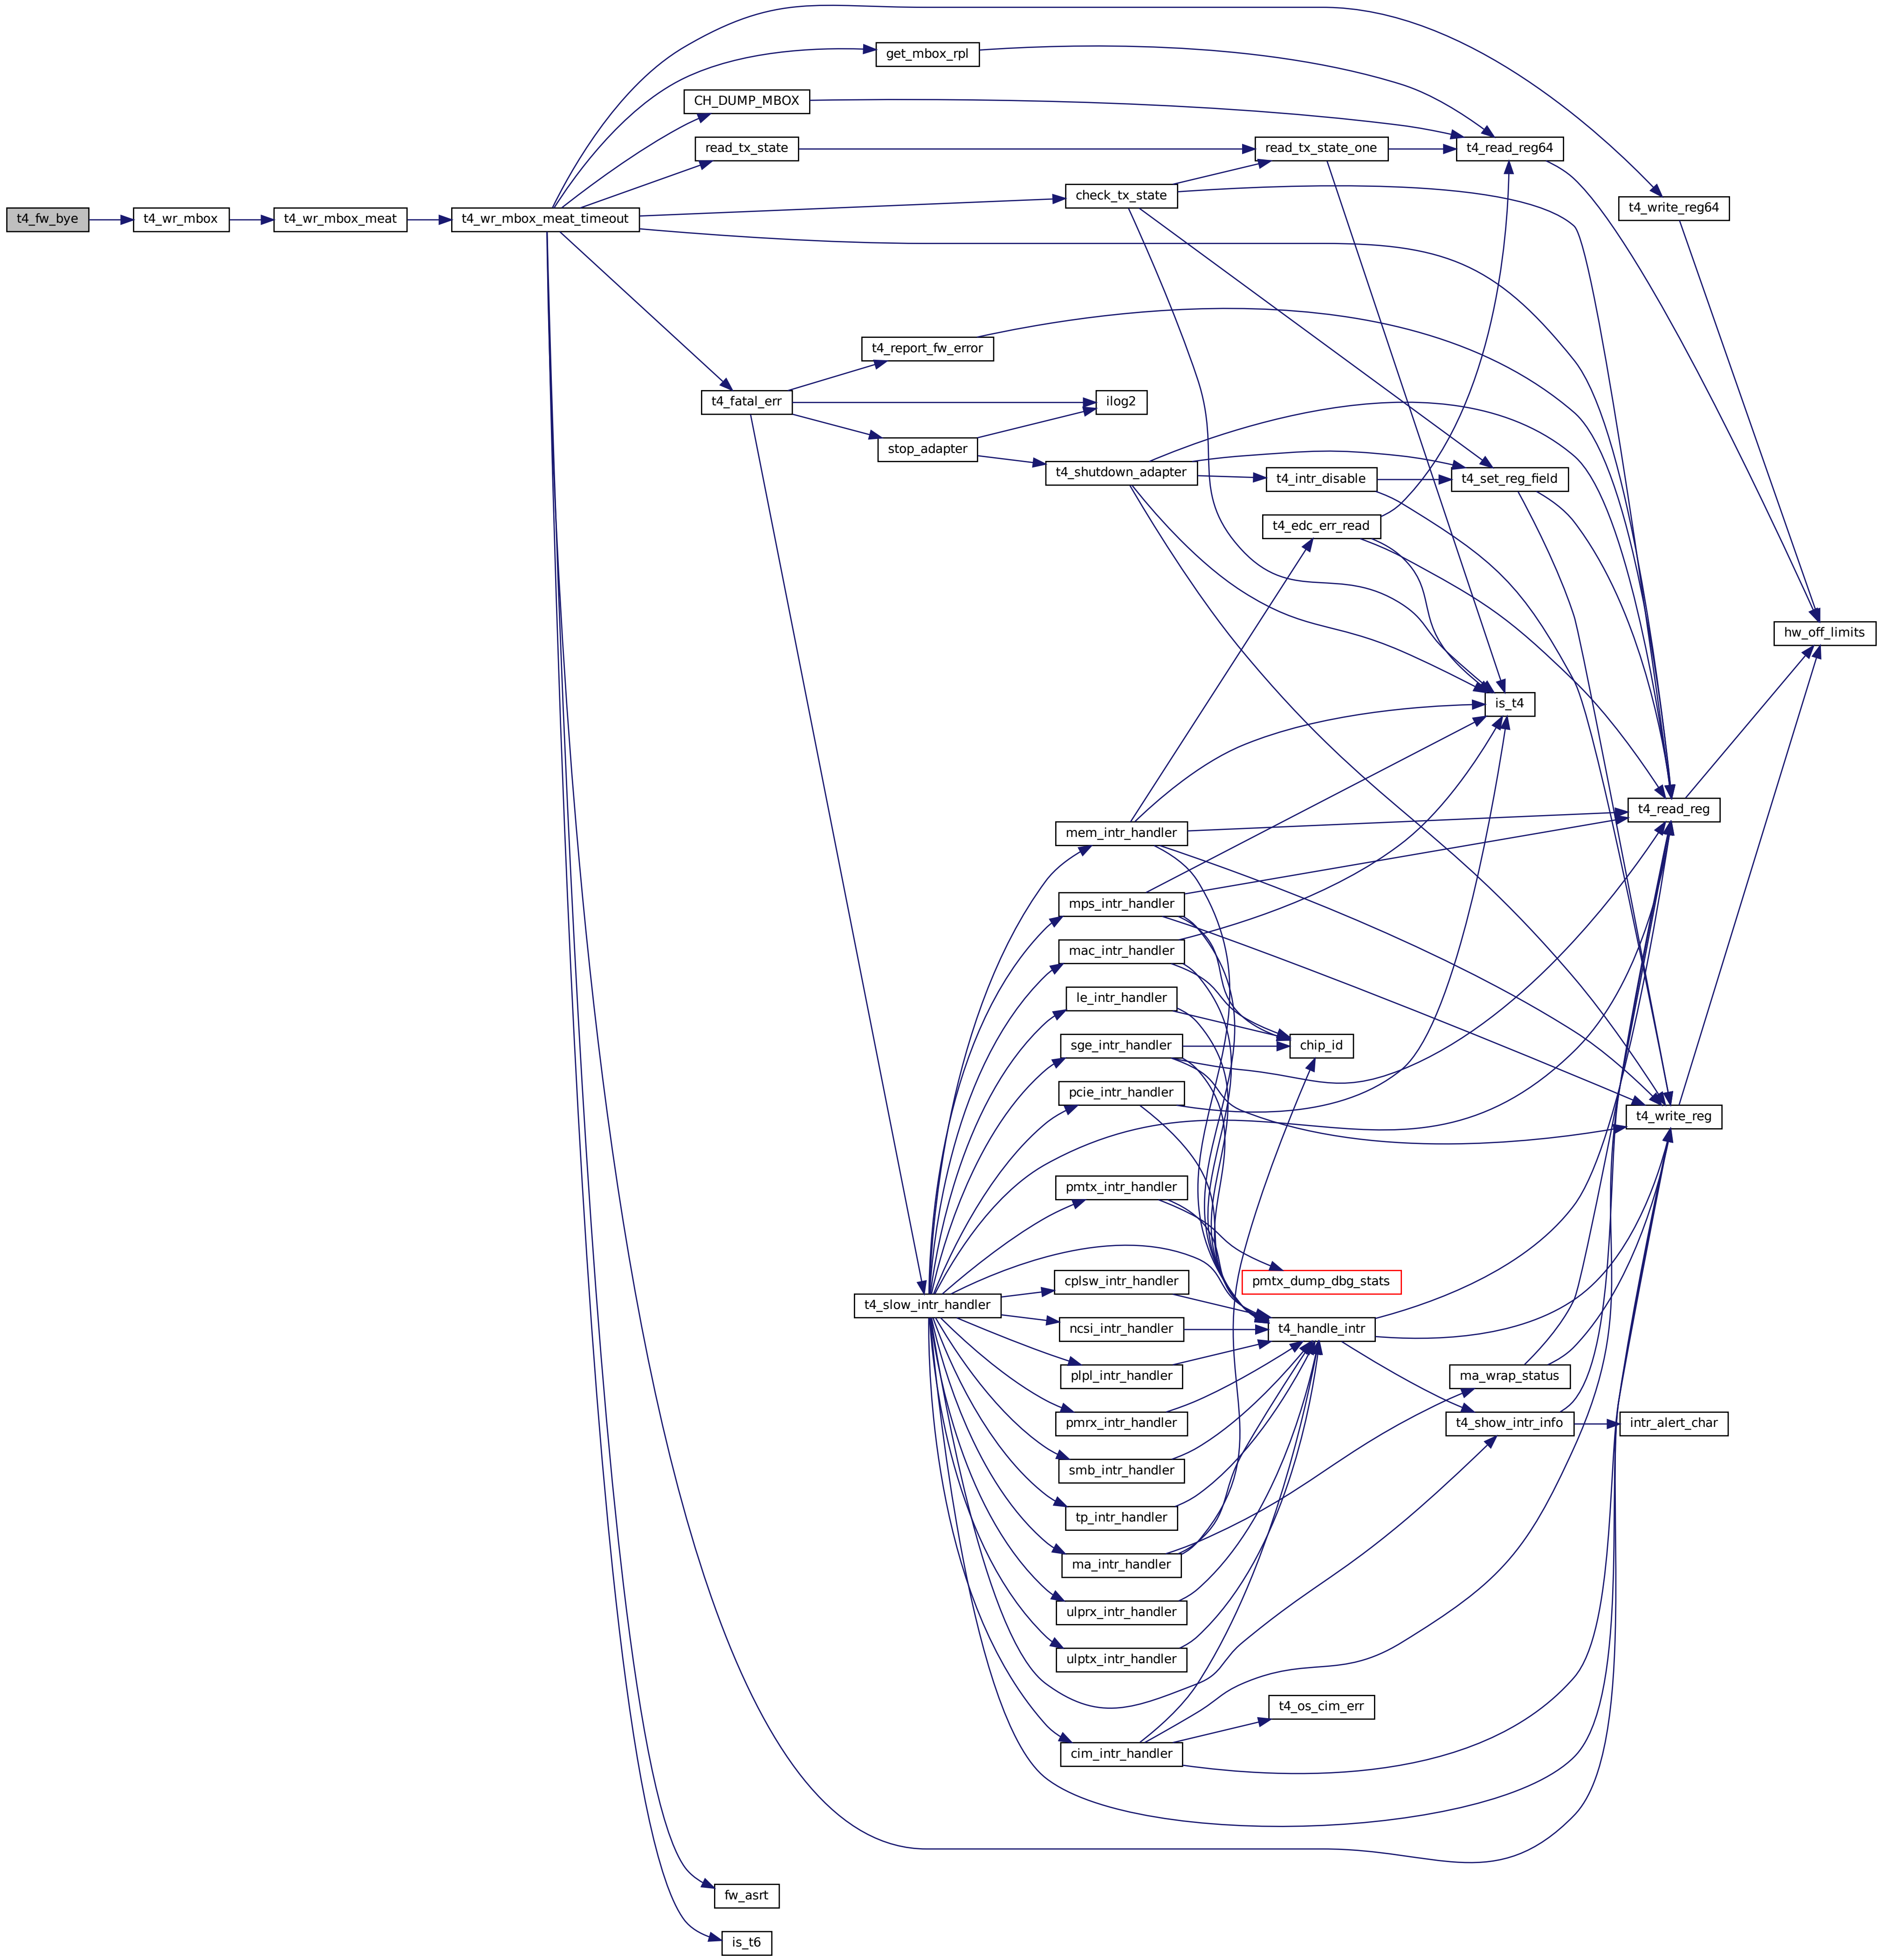 t4_fw_bye
t4_wr_mbox
t4_wr_mbox_meat
t4_wr_mbox_meat_timeout
get_mbox_rpl
CH_DUMP_MBOX
read_tx_state
read_tx_state_one
t4_read_reg64
check_tx_state
t4_write_reg64
t4_report_fw_error
t4_fatal_err
ilog2
stop_adapter
t4_shutdown_adapter
t4_intr_disable
t4_set_reg_field
t4_edc_err_read
hw_off_limits
is_t4
t4_read_reg
mem_intr_handler
mps_intr_handler
mac_intr_handler
le_intr_handler
sge_intr_handler
chip_id
pcie_intr_handler
t4_write_reg
pmtx_intr_handler
pmtx_dump_dbg_stats
cplsw_intr_handler
t4_slow_intr_handler
ncsi_intr_handler
t4_handle_intr
plpl_intr_handler
ma_wrap_status
pmrx_intr_handler
t4_show_intr_info
intr_alert_char
smb_intr_handler
tp_intr_handler
ma_intr_handler
ulprx_intr_handler
ulptx_intr_handler
t4_os_cim_err
cim_intr_handler
fw_asrt
is_t6